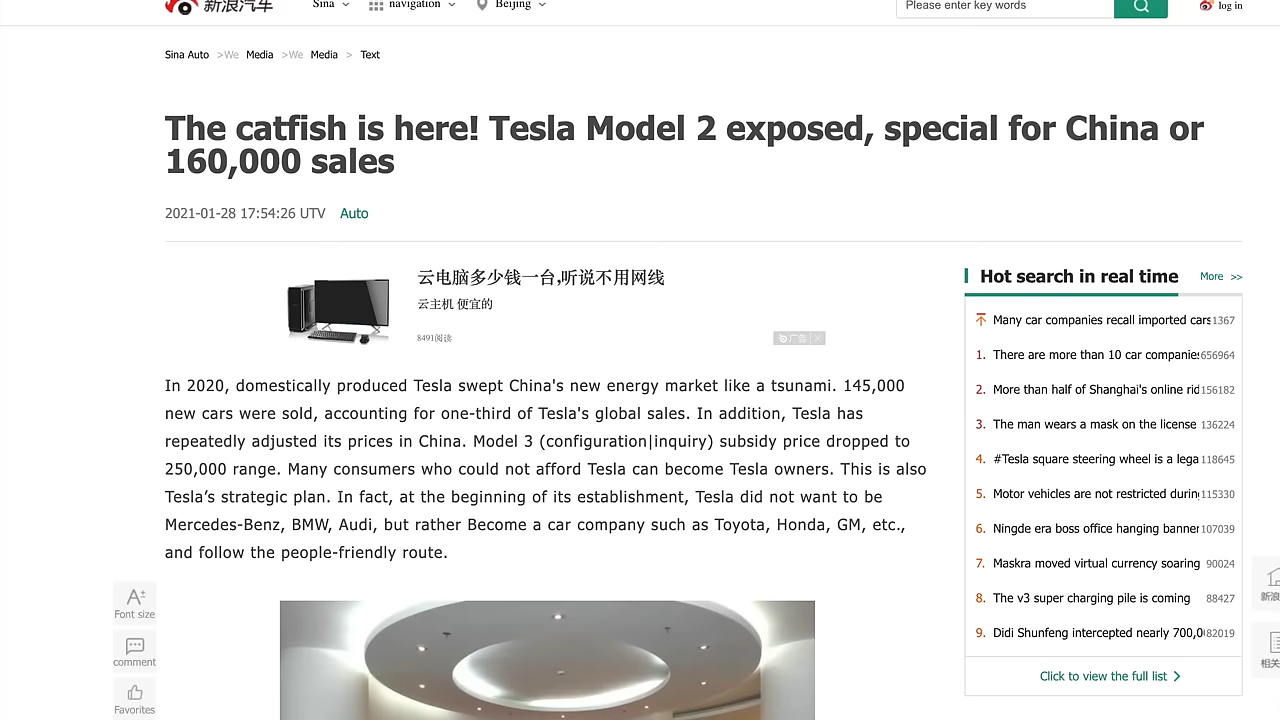 新浪汽车
Sina
navigation
Beijing
Please enter key words
log in
Sina Auto >We Media >We Media > Text
The catfish is here! Tesla Model 2 exposed, special for China or
160,000 sales
2021-01-28 17:54:26 UTV Auto
云电脑多少钱一台,听说不用网线
云主机 便宜的
8491阅读
广告
In 2020, domestically produced Tesla swept China's new energy market like a tsunami. 145,000
new cars were sold, accounting for one-third of Tesla's global sales. In addition, Tesla has
repeatedly adjusted its prices in China. Model 3 (configuration|inquiry) subsidy price dropped to
250,000 range. Many consumers who could not afford Tesla can become Tesla owners. This is also
Tesla’s strategic plan. In fact, at the beginning of its establishment, Tesla did not want to be
Mercedes-Benz, BMW, Audi, but rather Become a car company such as Toyota, Honda, GM, etc.,
and follow the people-friendly route.
Hot search in real time More >>
Many car companies recall imported cars 1367
1. There are more than 10 car companies 656964
2. More than half of Shanghai's online rid 156182
3. The man wears a mask on the license 136224
4. #Tesla square steering wheel is a lega 118645
5. Motor vehicles are not restricted durin 115330
6. Ningde era boss office hanging banner 107039
7. Maskra moved virtual currency soaring 90024
8. The v3 super charging pile is coming 88427
9. Didi Shunfeng intercepted nearly 700,0 82019
Click to view the full list
A±
Font size
comment
Favorites
新浪
相关